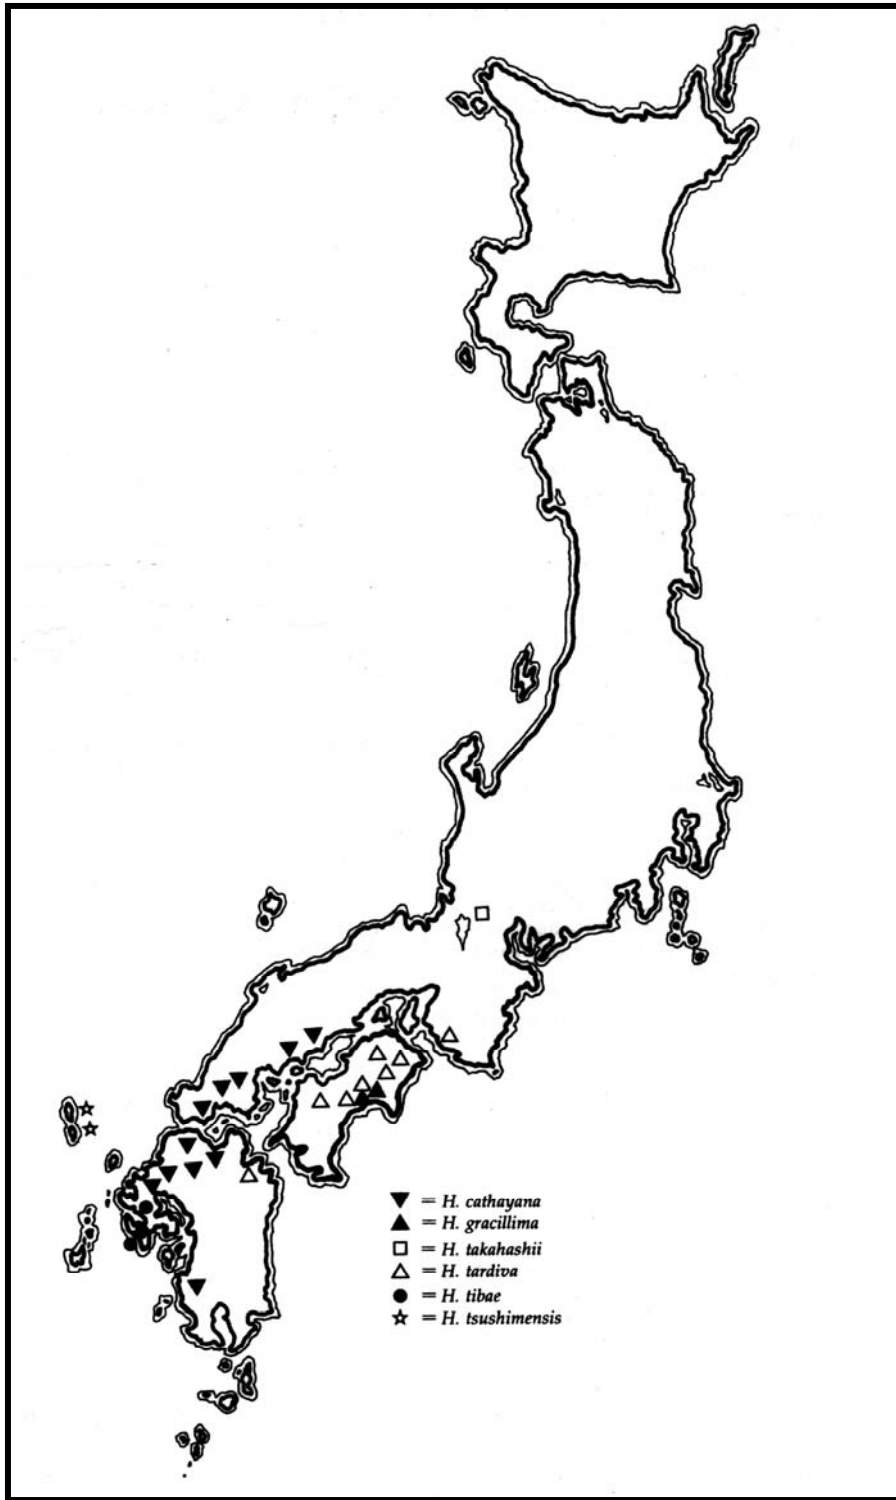 ▼ = H. cathayana
▲ = H. gracillima
□ = H. takahashii
△ = H. tardiva
● = H. tibae
☆ = H. tsushimensis